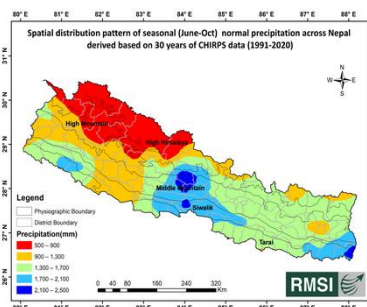 80° E 81° E 82° E 83° E 84° E 85° E 86° E 87° E 88° E
Spatial distribution pattern of seasonal (June-Oct) normal precipitation across Nepal
derived based on 30 years of CHIRPS data (1991-2020)
31° N
N
W E
S
30° N
High Mountain
High Himalaya
29° N
28° N
Middle Mountain
Siwalik
Legend
Physiographic Boundary
District Boundary
Precipitation(mm)
500 – 900
900 – 1,300
1,300 – 1,700
1,700 – 2,100
2,100 – 2,500
27° N
Tarai
26° N
0 40 80 160 240 320
Km
RMSI